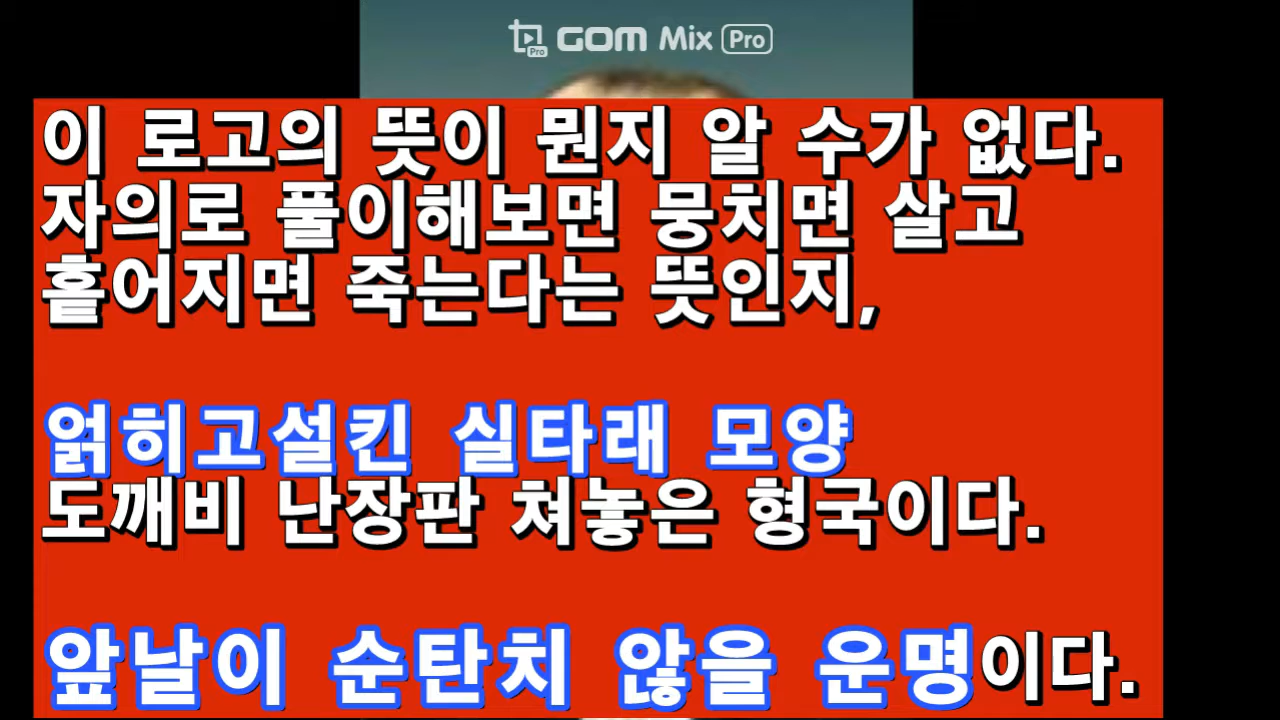 Pro GOM Mix Pro
이 로고의 뜻이 뭔지 알 수가 없다.
자의로 풀이해보면 뭉치면 살고
흩어지면 죽는다는 뜻인지,
얽히고설킨 실타래 모양
도깨비 난장판 쳐놓은 형국이다.
앞날이 순탄치 않을 운명이다.